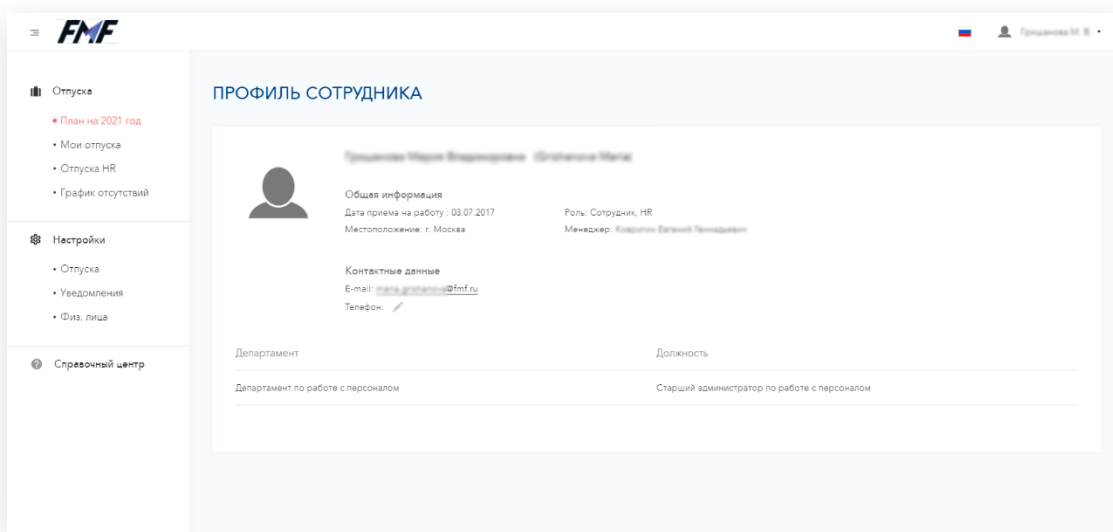 FMF
Отпуска
План на 2021 год
Мои отпуска
Отпуска HR
График отсутствий
Настройки
Отпуска
Уведомления
Физ. лица
Справочный центр
ПРОФИЛЬ СОТРУДНИКА
Общая информация
Дата приема на работу : 03.07.2017 Роль: Сотрудник, HR
Местоположение: г. Москва Менеджер:
Контактные данные
E-mail: @fmf.ru
Телефон:
Департамент Должность
Департамент по работе с персоналом Старший администратор по работе с персоналом